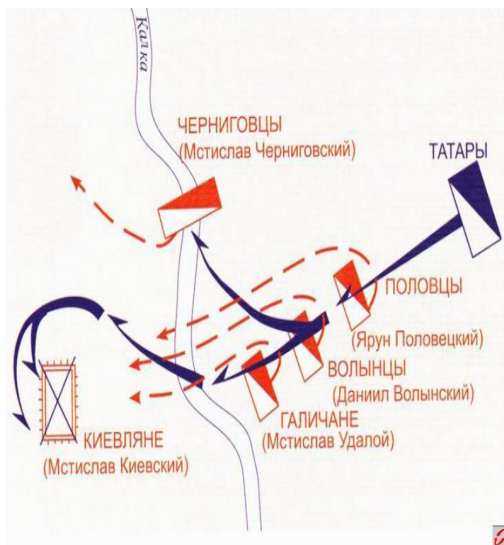 Калка
ЧЕРНИГОВЦЫ
(Мстислав Черниговский)
ТАТАРЫ
ПОЛОВЦЫ
(Ярун Половецкий)
ВОЛЫНЦЫ
(Даниил Волынский)
ГАЛИЧАНЕ
(Мстислав Удалой)
КИЕВЛЯНЕ
(Мстислав Киевский)